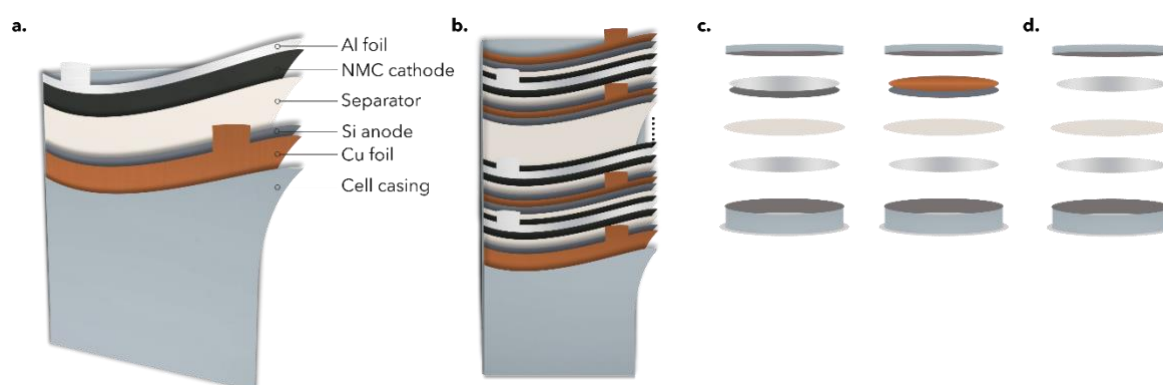 a.
Al foil
NMC cathode
Separator
Si anode
Cu foil
Cell casing
b.
c.
d.